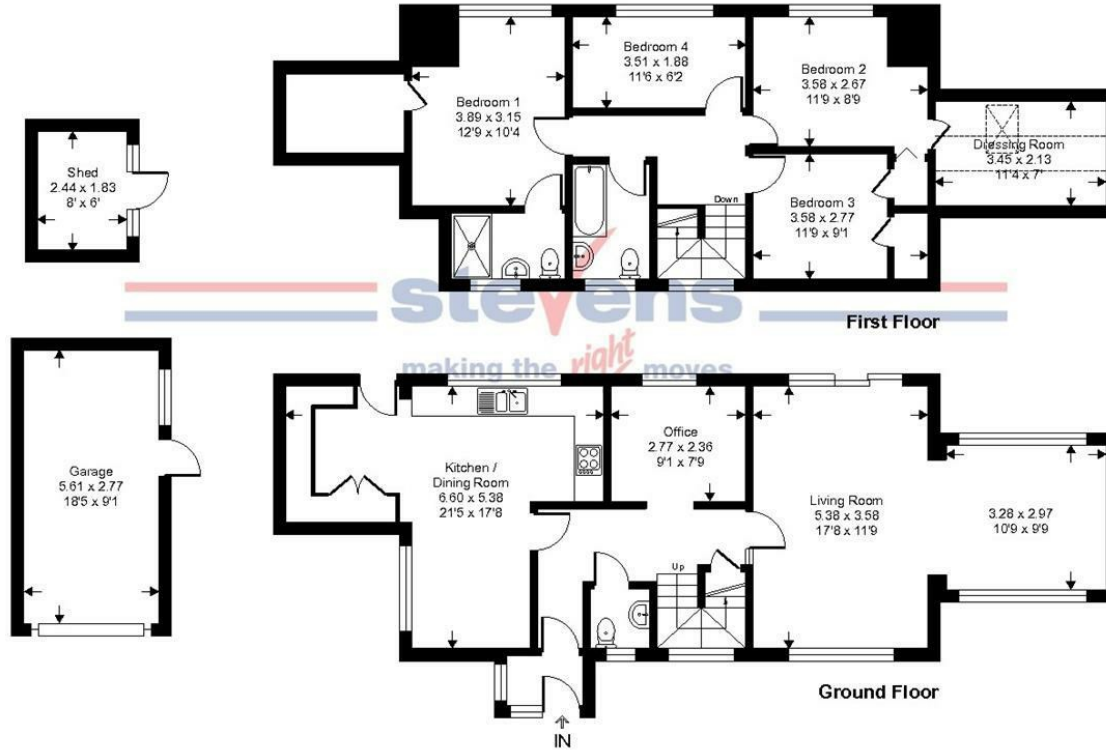 Bedroom 4
3.51 x 1.88
11'6 x 6'2
Bedroom 2
3.58 x 2.67
11'9 x 8'9
Bedroom 1
3.89 x 3.15
12'9 x 10'4
Dressing Room
3.45 x 2.13
11'4 x 7'
Shed
2.44 x 1.83
8' x 6'
Bedroom 3
3.58 x 2.77
11'9 x 9'1
Down
stevens
First Floor
making the right moves
Office
2.77 x 2.36
9'1 x 7'9
Kitchen /
Dining Room
6.60 x 5.38
21'5 x 17'8
Garage
5.61 x 2.77
18'5 x 9'1
Living Room
5.38 x 3.58
17'8 x 11'9
3.28 x 2.97
10'9 x 9'9
Up
Ground Floor
IN